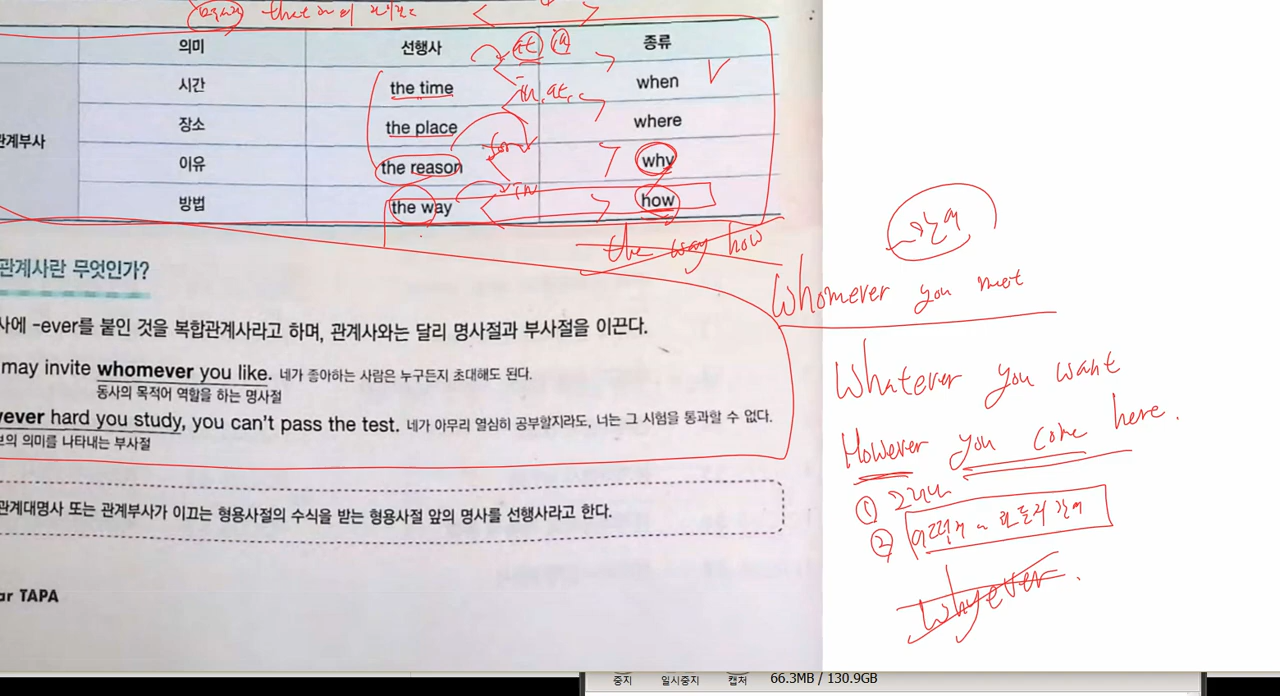 that
의미 선행사 at 종류
시간 the time when
in, at,
장소 the place where
관계부사
for
이유 the reason why
in
방법 the way how
the way how
관계사란 무엇인가?
Whomever you met
사에 -ever를 붙인 것을 복합관계사라고 하며, 관계사와는 달리 명사절과 부사절을 이끈다.
may invite whomever you like. 네가 좋아하는 사람은 누구든지 초대해도 된다.
동사의 목적어 역할을 하는 명사절
Whatever you want
ever hard you study, you can't pass the test. 네가 아무리 열심히 공부할지라도, 너는 그 시험을 통과할 수 없다.
의 의미를 나타내는 부사절
However you come here.
① 그러나
②
관계대명사 또는 관계부사가 이끄는 형용사절의 수식을 받는 형용사절 앞의 명사를 선행사라고 한다.
Whyever
ar TAPA
중지 일시중지 캡처 66.3MB / 130.9GB